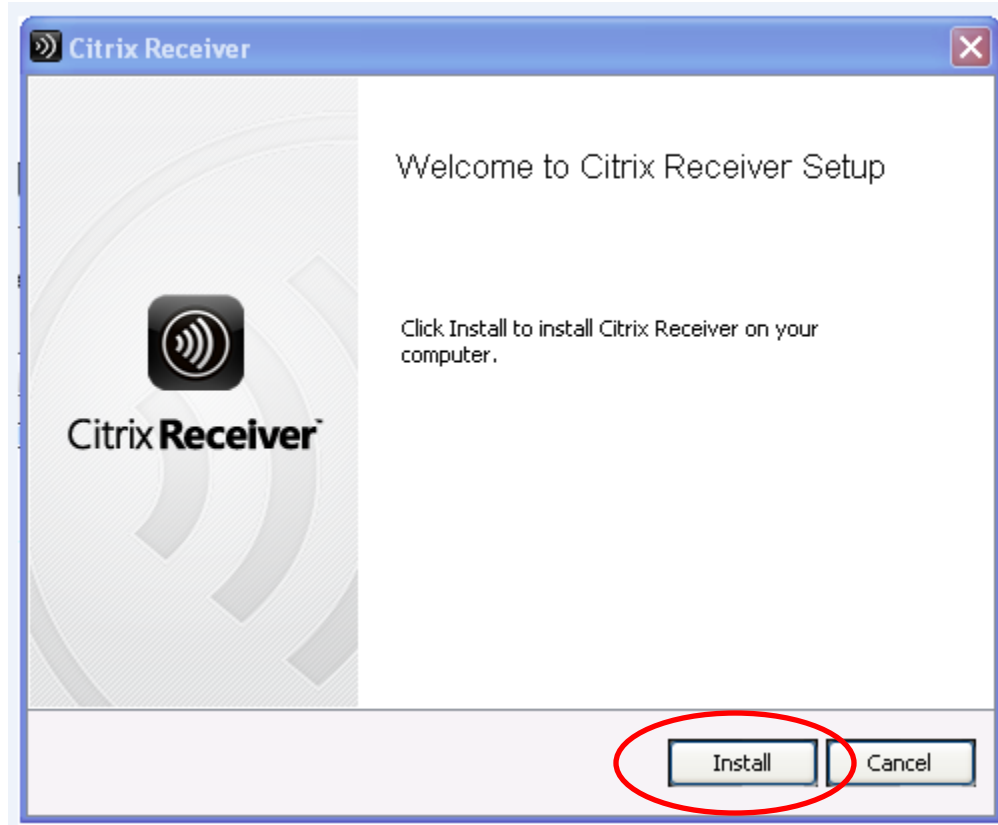 Citrix Receiver
Welcome to Citrix Receiver Setup
Click Install to install Citrix Receiver on your
computer.
Citrix Receiver™
Install
Cancel